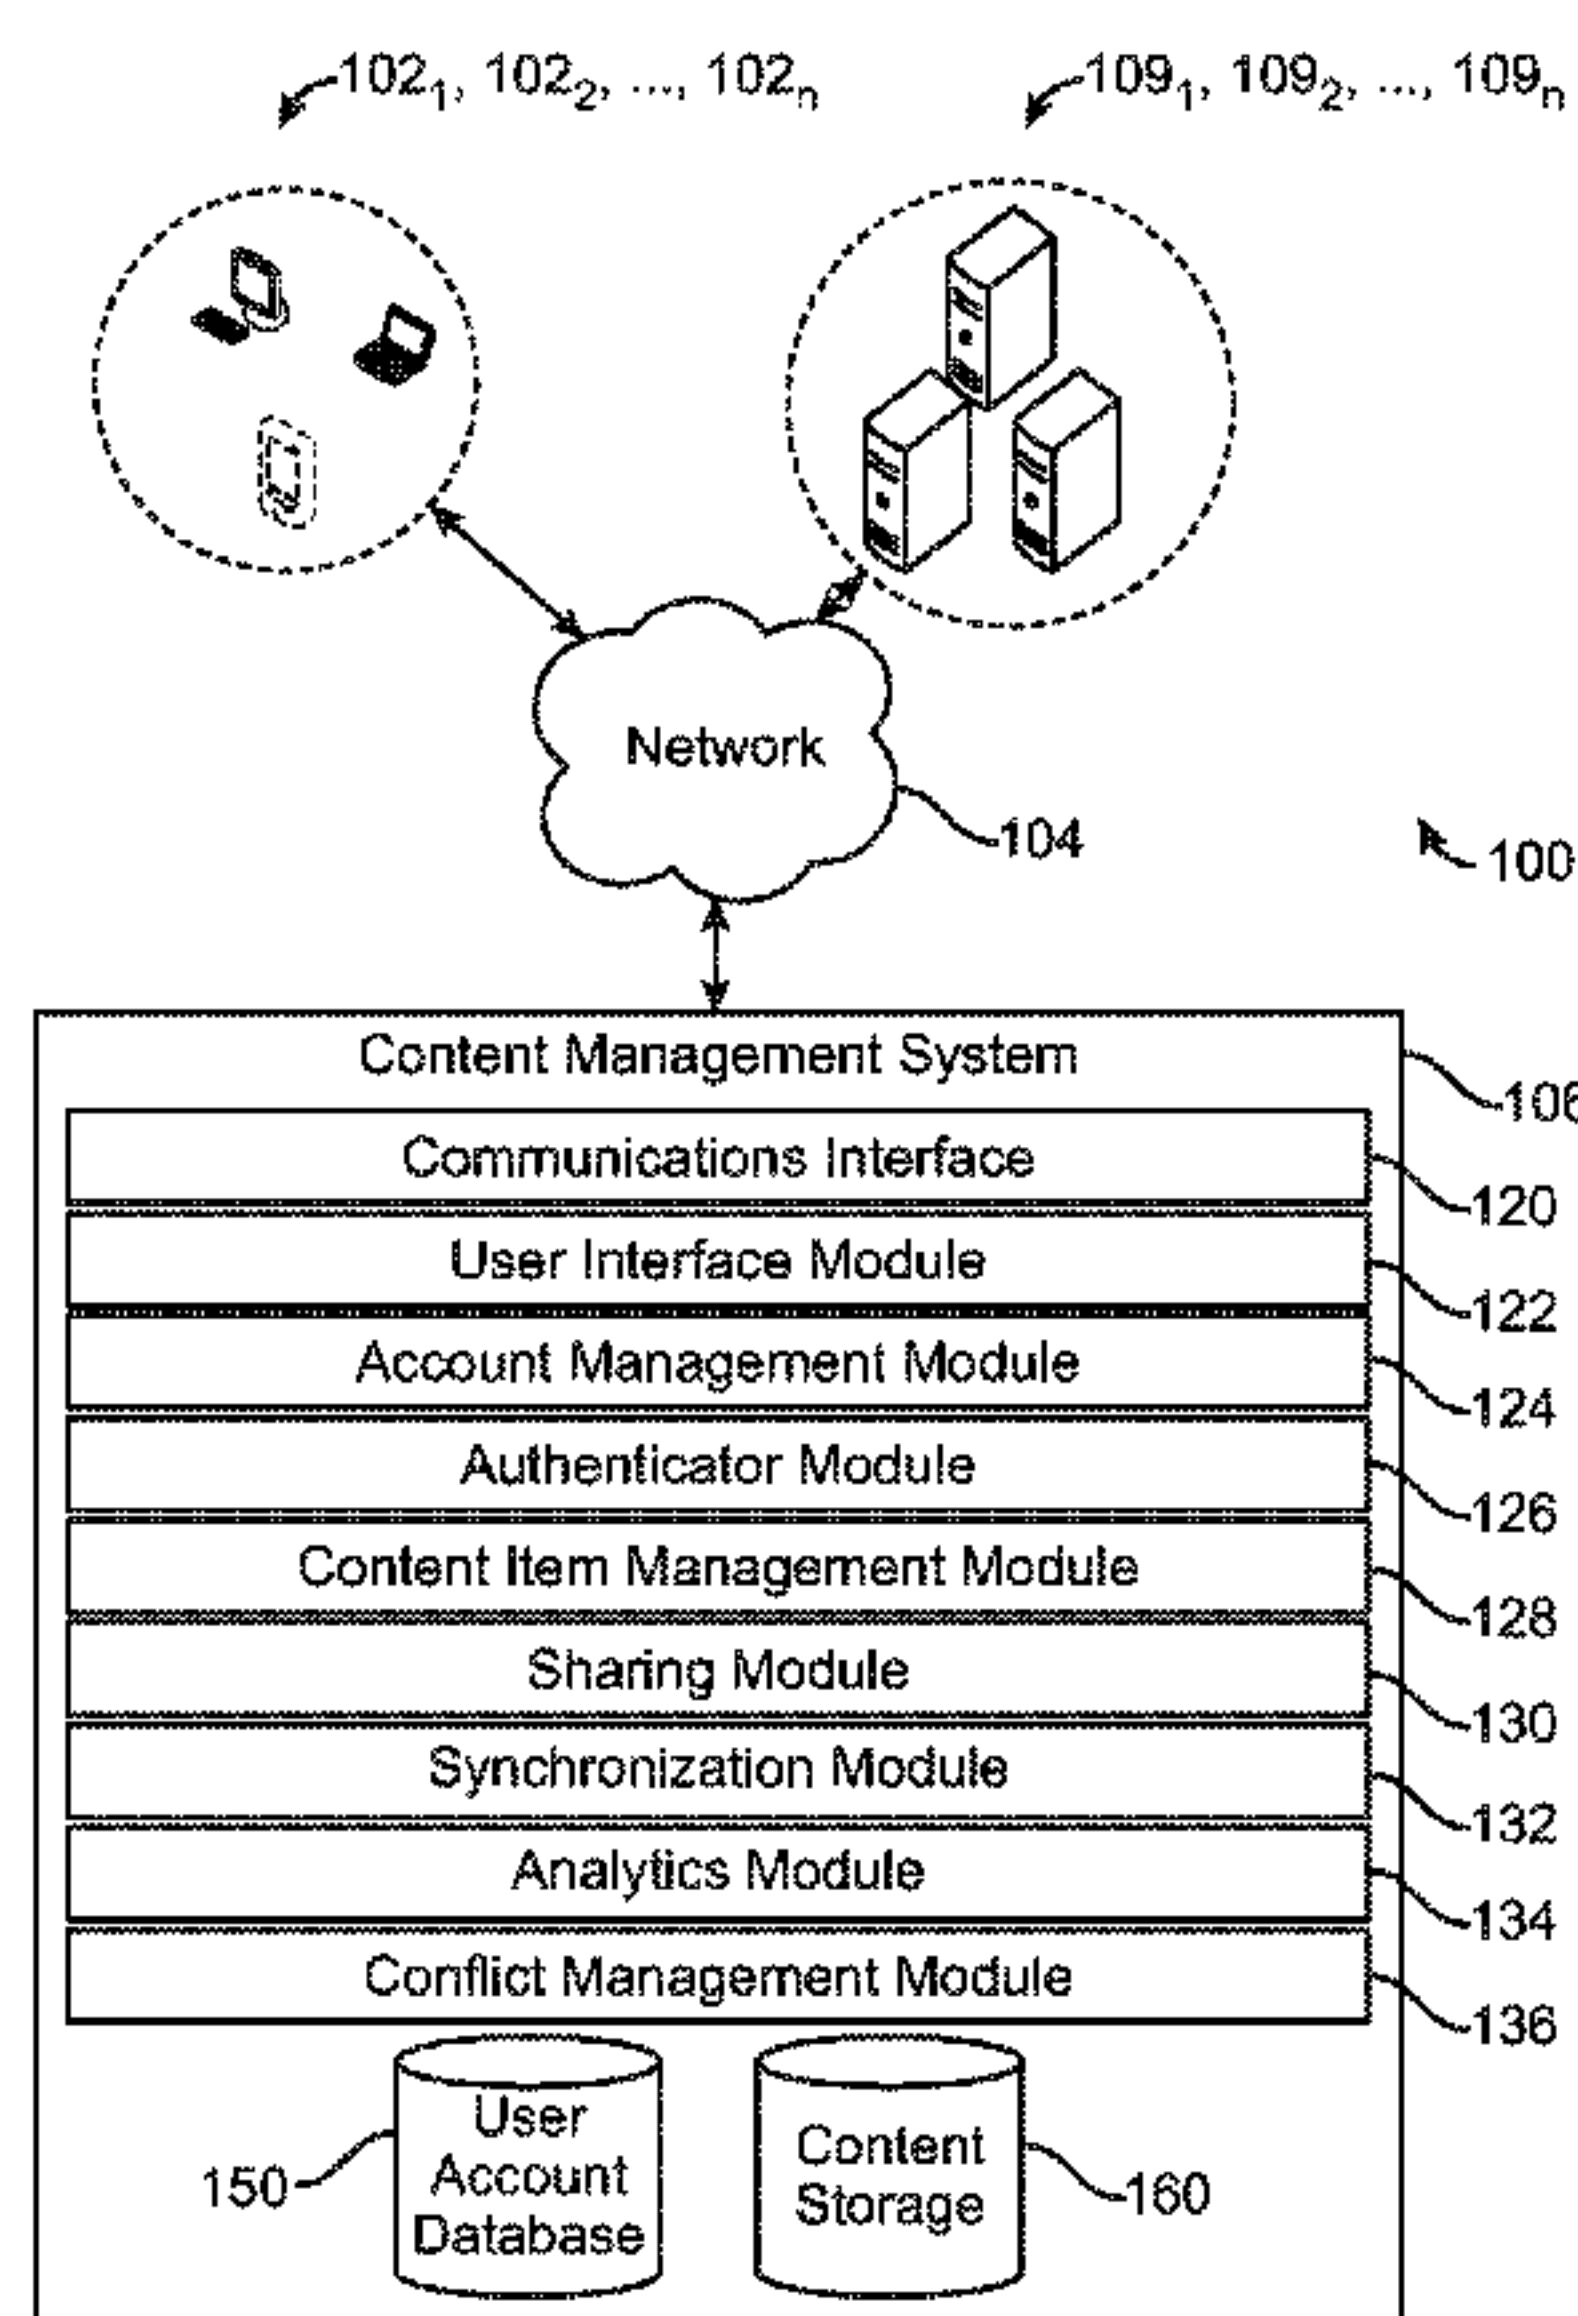 102₁, 102₂, ..., 102ₙ
109₁, 109₂, ..., 109ₙ
Network
104
100
Content Management System
106
Communications Interface
120
User Interface Module
122
Account Management Module
124
Authenticator Module
126
Content Item Management Module
128
Sharing Module
130
Synchronization Module
132
Analytics Module
134
Conflict Management Module
136
150
User
Account
Database
Content
Storage
160